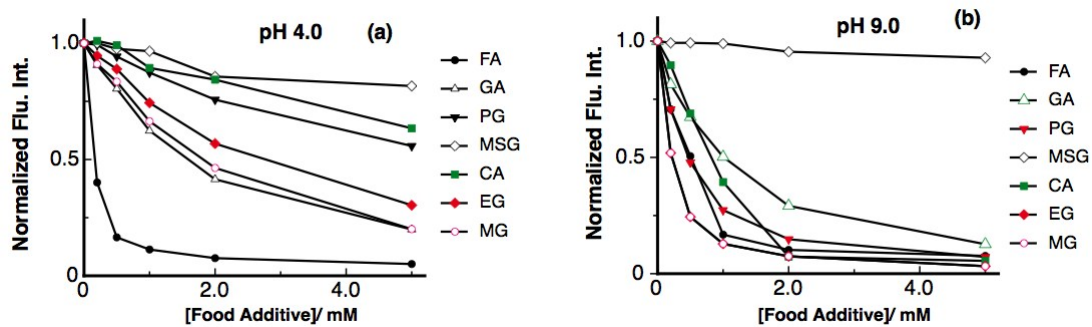 pH 4.0 (a)
Normalized Flu. Int.
1.0
0.5
0
0 2.0 4.0
[Food Additive]/ mM
FA
GA
PG
MSG
CA
EG
MG
pH 9.0 (b)
Normalized Flu. Int.
1.0
0.5
0
0 2.0 4.0
[Food Additive]/ mM
FA
GA
PG
MSG
CA
EG
MG